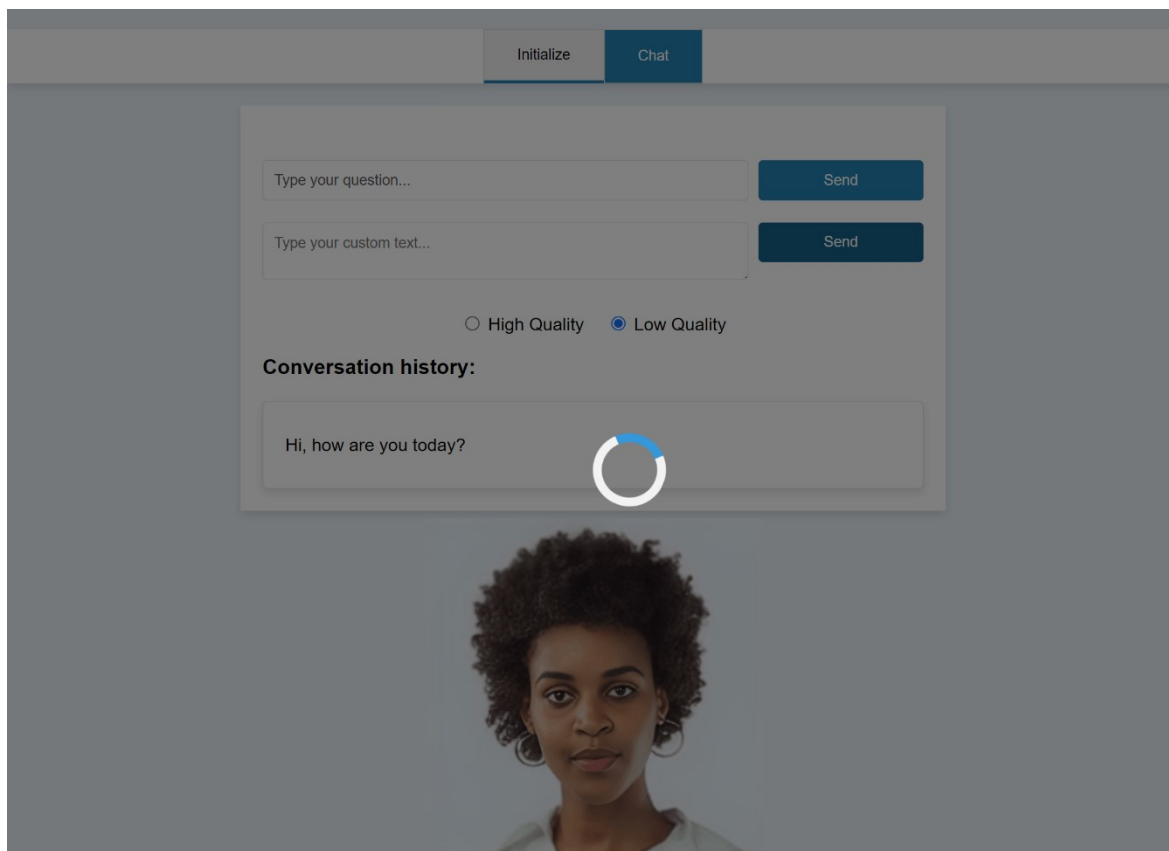 Initialize Chat
Type your question... Send
Type your custom text... Send
High Quality Low Quality
Conversation history:
Hi, how are you today?